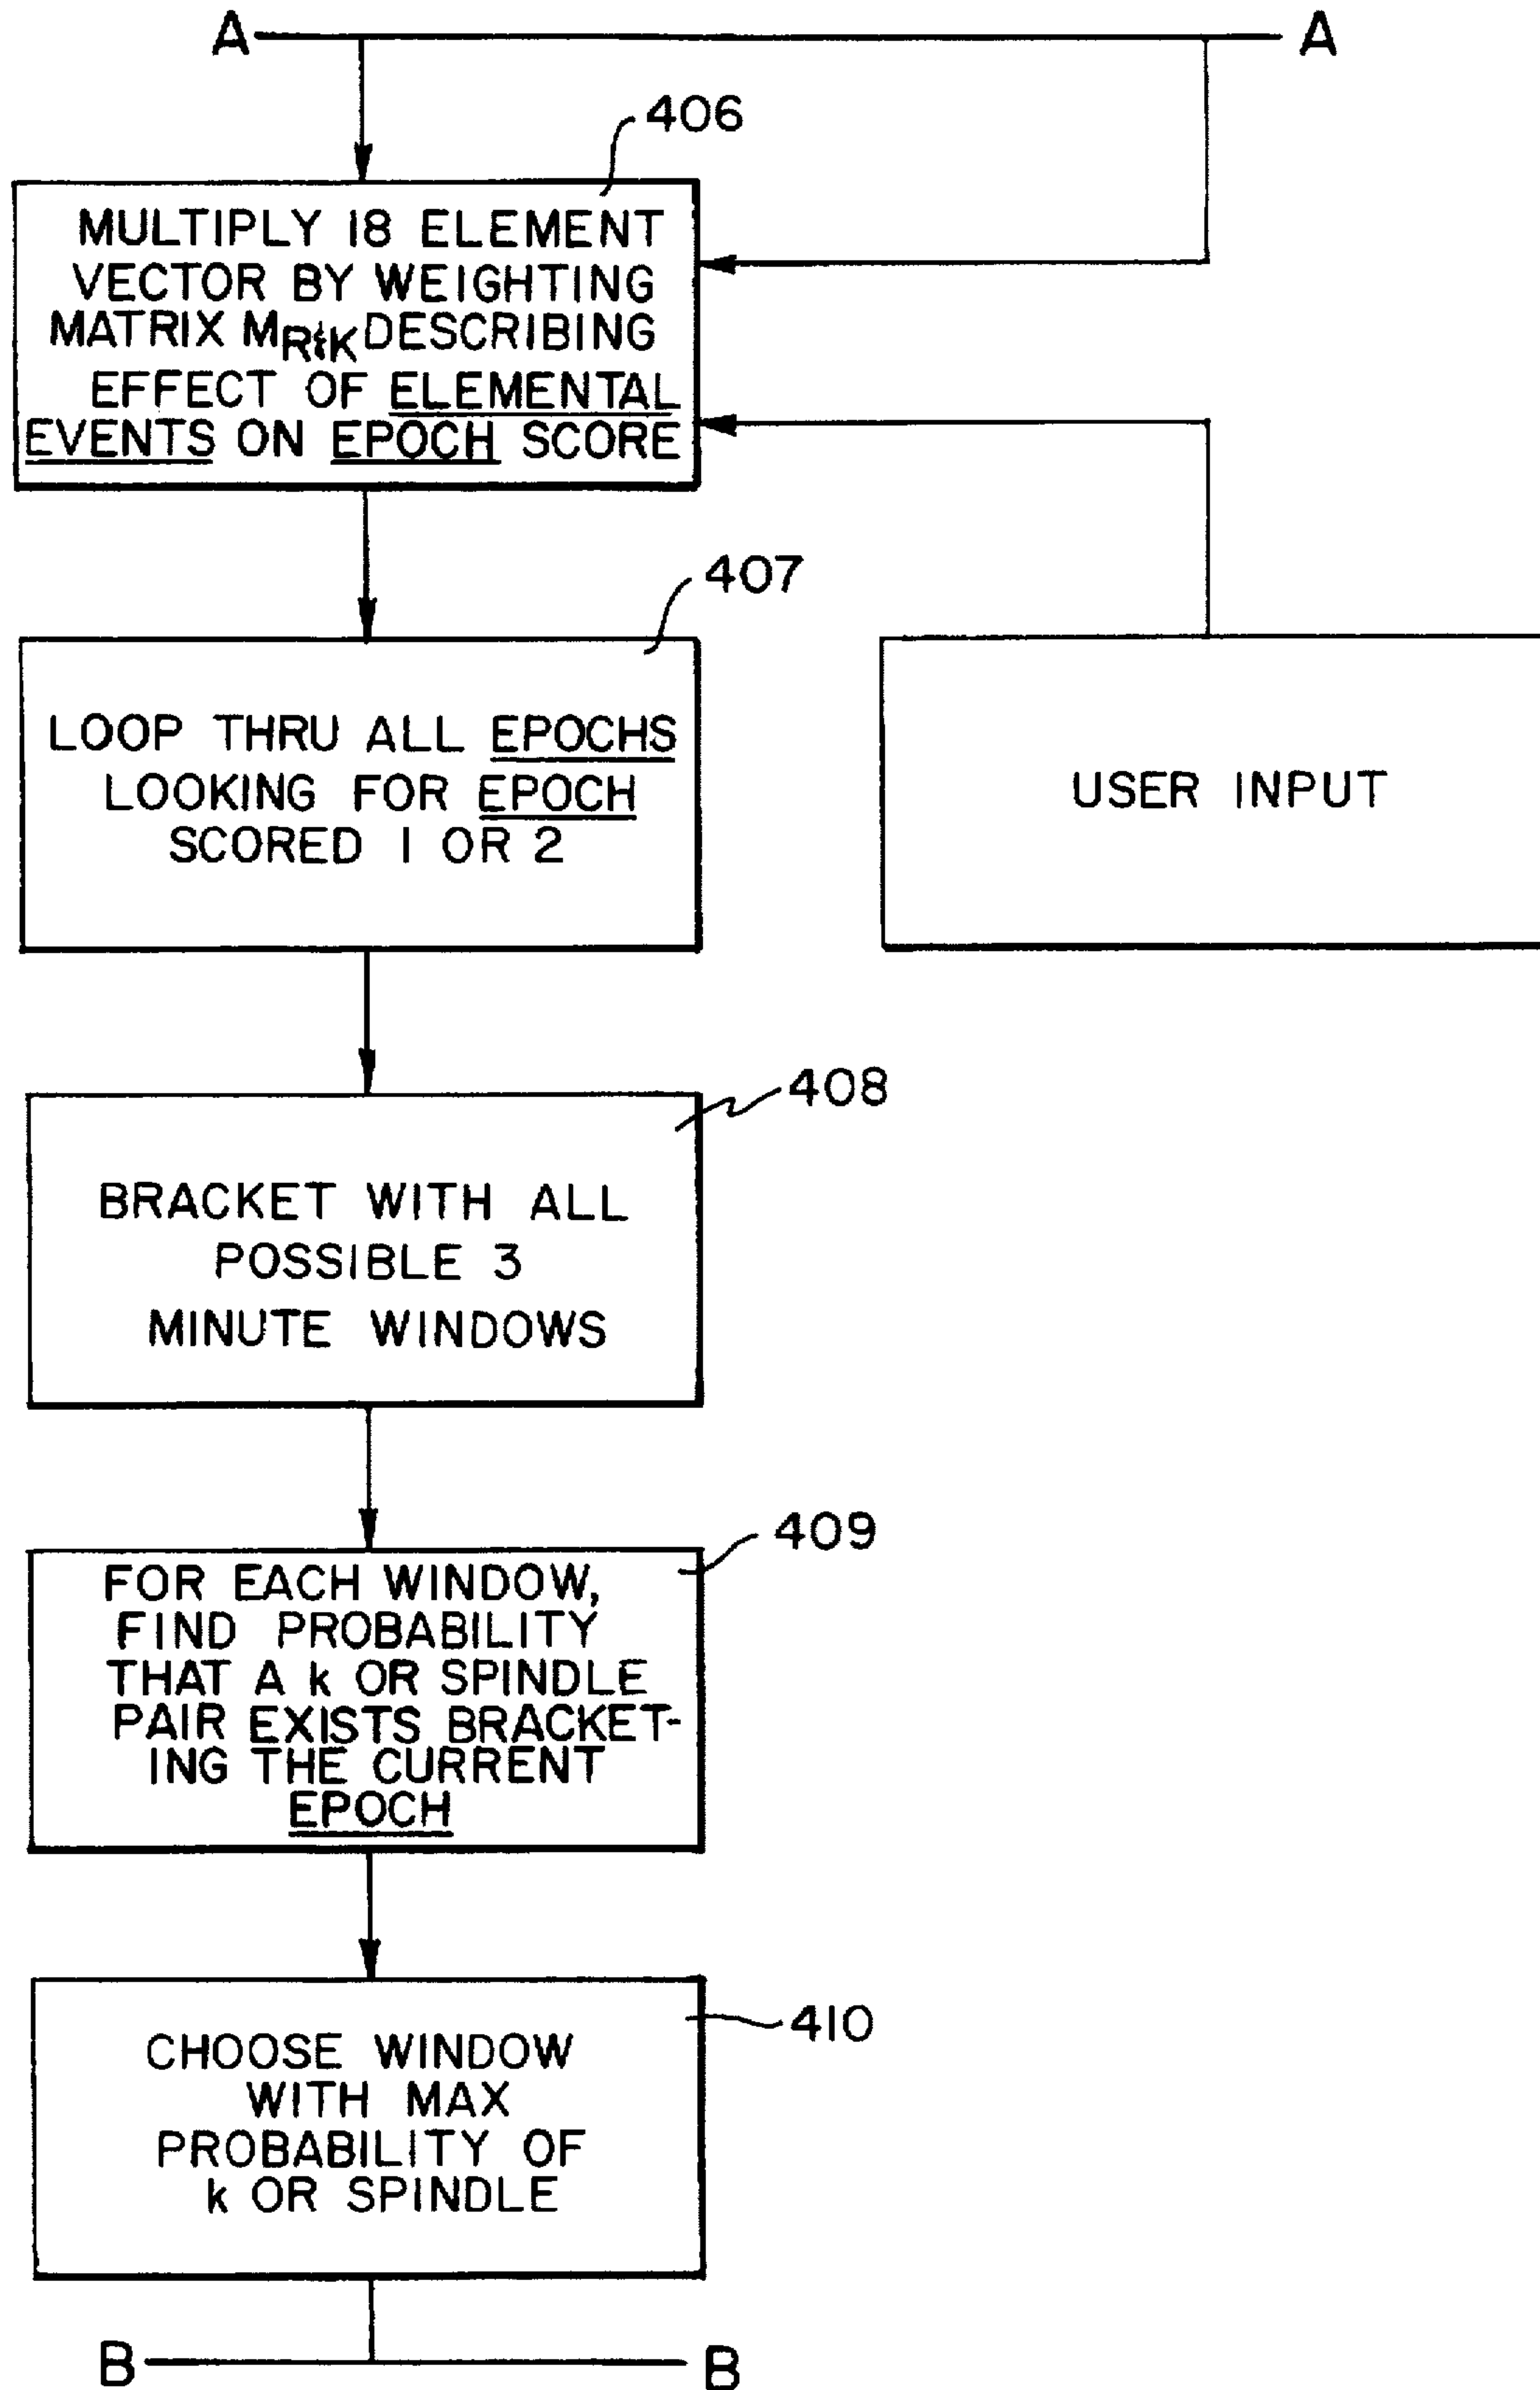 A A
406
MULTIPLY 18 ELEMENT
VECTOR BY WEIGHTING
MATRIX MR&K DESCRIBING
EFFECT OF ELEMENTAL
EVENTS ON EPOCH SCORE
407
LOOP THRU ALL EPOCHS
LOOKING FOR EPOCH
SCORED 1 OR 2
USER INPUT
408
BRACKET WITH ALL
POSSIBLE 3
MINUTE WINDOWS
409
FOR EACH WINDOW,
FIND PROBABILITY
THAT A k OR SPINDLE
PAIR EXISTS BRACKET-
ING THE CURRENT
EPOCH
410
CHOOSE WINDOW
WITH MAX
PROBABILITY OF
k OR SPINDLE
B B